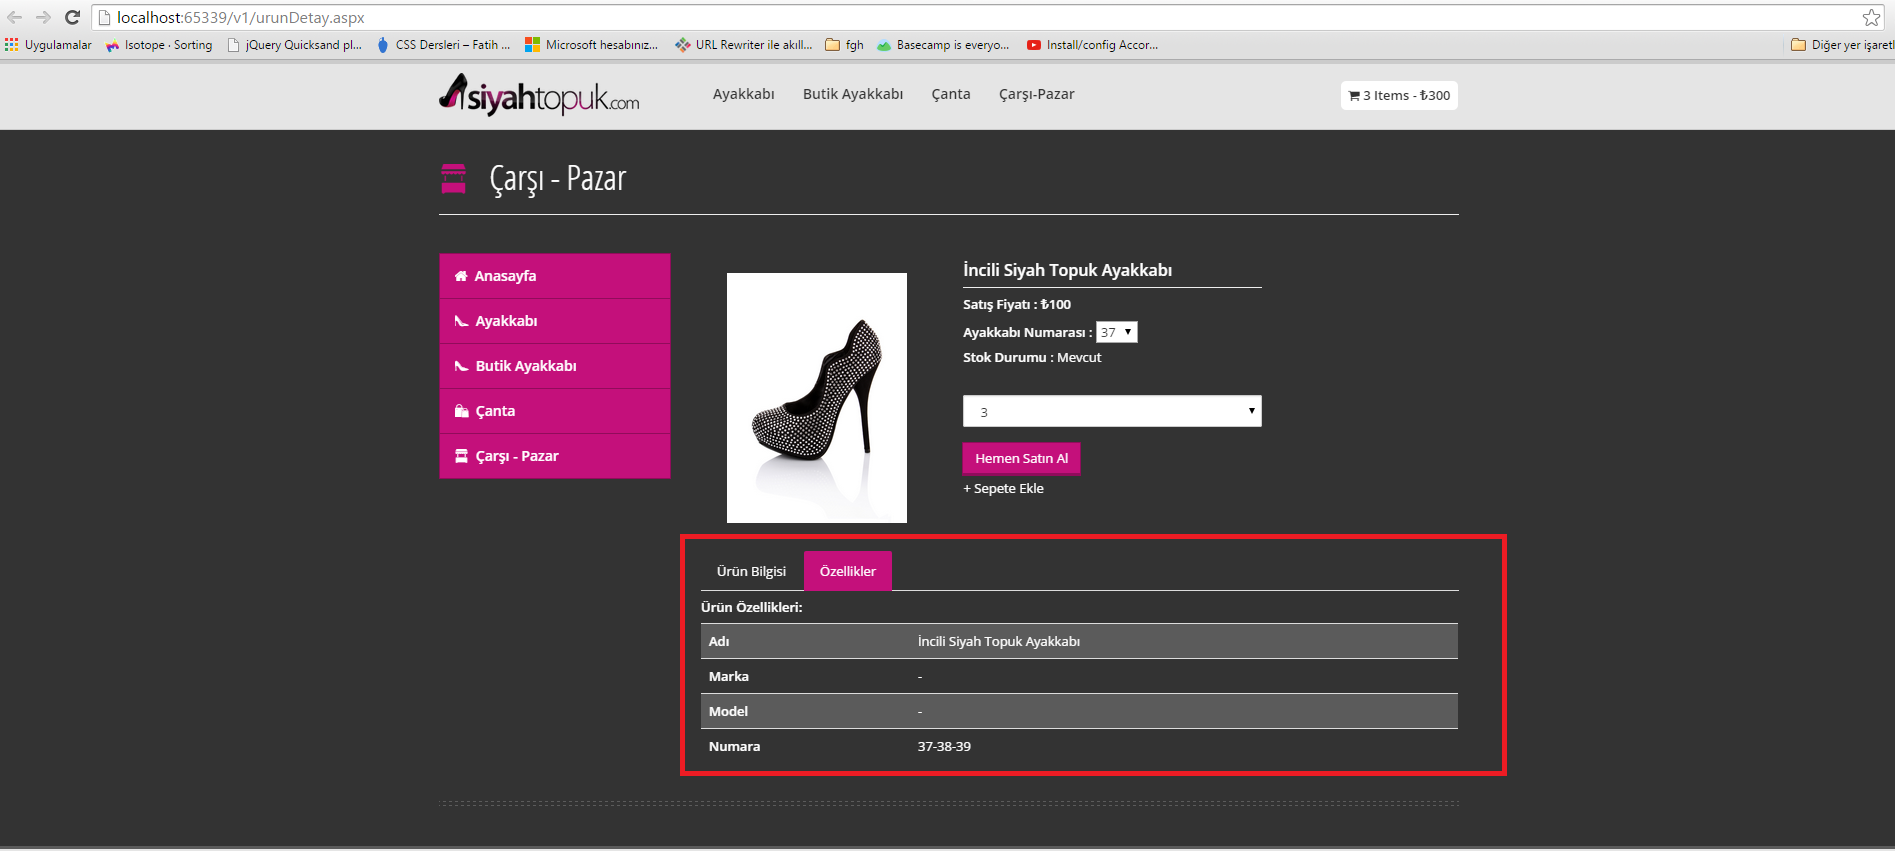 localhost:65339/v1/urunDetay.aspx
Uygulamalar Isotope · Sorting jQuery Quicksand pl... CSS Dersleri – Fatih ... Microsoft hesabınız... URL Rewriter ile akıll... fgh Basecamp is everyo... Install/config Accor... Diğer yer işaretl
siyahtopuk.com Ayakkabı Butik Ayakkabı Çanta Çarşı-Pazar 3 Items - ₺300
Çarşı - Pazar
Anasayfa
Ayakkabı
Butik Ayakkabı
Çanta
Çarşı - Pazar
İncili Siyah Topuk Ayakkabı
Satış Fiyatı : ₺100
Ayakkabı Numarası : 37
Stok Durumu : Mevcut
3
Hemen Satın Al
+ Sepete Ekle
Ürün Bilgisi Özellikler
Ürün Özellikleri:
Adı İncili Siyah Topuk Ayakkabı
Marka -
Model -
Numara 37-38-39